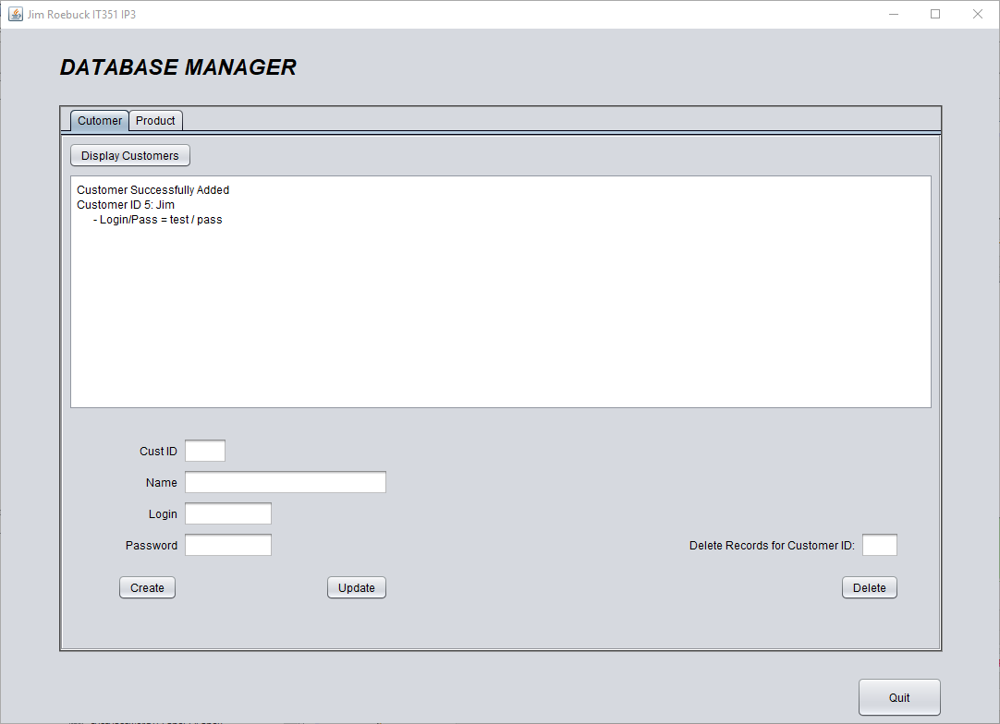 Jim Roebuck IT351 IP3
DATABASE MANAGER
Cutomer Product
Display Customers
Customer Successfully Added
Customer ID 5: Jim
- Login/Pass = test / pass
Cust ID
Name
Login
Password
Delete Records for Customer ID:
Create Update Delete
Quit